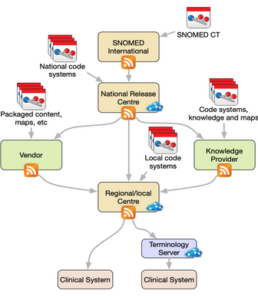 SNOMED CT
SNOMED
International
National code
systems
National Release
Centre
Packaged content,
maps, etc
Code systems,
knowledge and maps
Vendor
Local code
systems
Knowledge
Provider
Regional/local
Centre
Terminology
Server
Clinical System
Clinical System